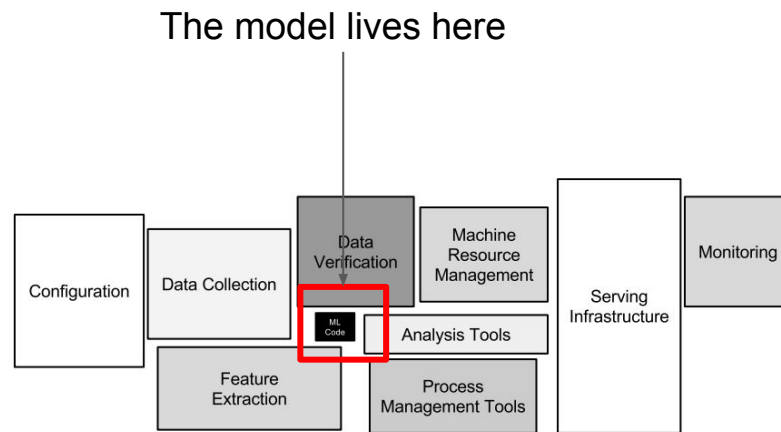 The model lives here
Configuration
Data Collection
Data
Verification
Machine
Resource
Management
Serving
Infrastructure
Monitoring
ML
Code
Analysis Tools
Feature
Extraction
Process
Management Tools